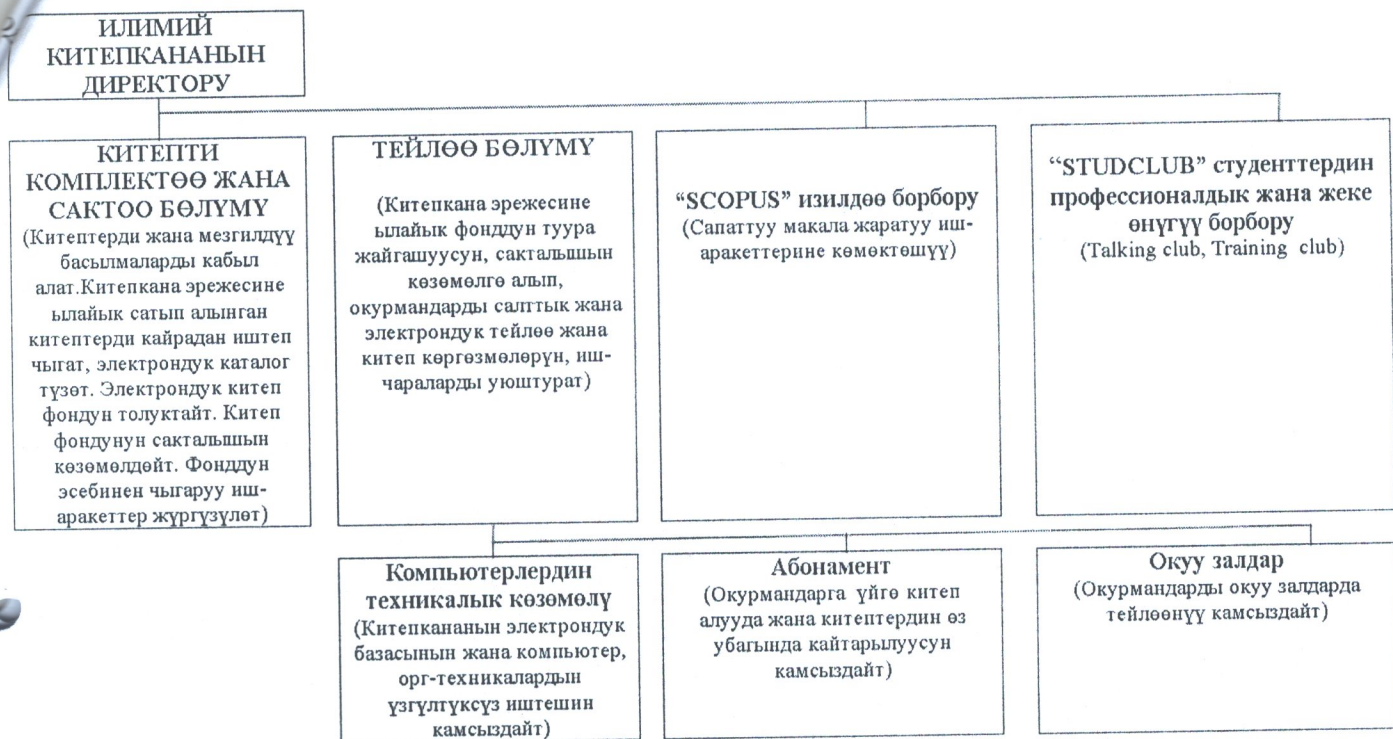 ИЛИМИЙ
КИТЕПКАНАНЫН
ДИРЕКТОРУ
КИТЕПТИ
КОМПЛЕКТӨӨ ЖАНА
САКТОО БӨЛҮМҮ
(Китептерди жана мезгилдүү
басылмаларды кабыл
алат.Китепкана эрежесине
ылайык сатып алынган
китептерди кайрадан иштеп
чыгат, электрондук каталог
түзөт. Электрондук китеп
фондун толуктайт. Китеп
фондунун сакталышын
көзөмөлдөйт. Фонддун
эсебинен чыгаруу иш-
аракеттер жүргүзүлөт)
ТЕЙЛӨӨ БӨЛҮМҮ
(Китепкана эрежесине
ылайык фонддун туура
жайгашуусун, сакталышын
көзөмөлгө алып,
окурмандарды салттык жана
электрондук тейлөө жана
китеп көргөзмөлөрүн, иш-
чараларды уюштурат)
“SCOPUS” изилдөө борбору
(Сапаттуу макала жаратуу иш-
аракеттерине көмөктөшүү)
“STUDCLUB” студенттердин
профессионалдык жана жеке
өнүгүү борбору
(Talking club, Training club)
Компьютерлердин
техникалык көзөмөлү
(Китепкананын электрондук
базасынын жана компьютер,
орг-техникалардын
үзгүлтүксүз иштешин
камсыздайт)
Абонамент
(Окурмандарга үйгө китеп
алууда жана китептердин өз
убагында кайтарылуусун
камсыздайт)
Окуу залдар
(Окурмандарды окуу залдарда
тейлөөнүү камсыздайт)